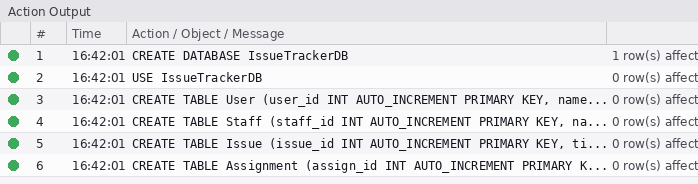 Action Output
# Time Action / Object / Message
1 16:42:01 CREATE DATABASE IssueTrackerDB 1 row(s) affect
2 16:42:01 USE IssueTrackerDB 0 row(s) affect
3 16:42:01 CREATE TABLE User (user_id INT AUTO_INCREMENT PRIMARY KEY, name... 0 row(s) affect
4 16:42:01 CREATE TABLE Staff (staff_id INT AUTO_INCREMENT PRIMARY KEY, na... 0 row(s) affect
5 16:42:01 CREATE TABLE Issue (issue_id INT AUTO_INCREMENT PRIMARY KEY, ti... 0 row(s) affect
6 16:42:01 CREATE TABLE Assignment (assign_id INT AUTO_INCREMENT PRIMARY K... 0 row(s) affect